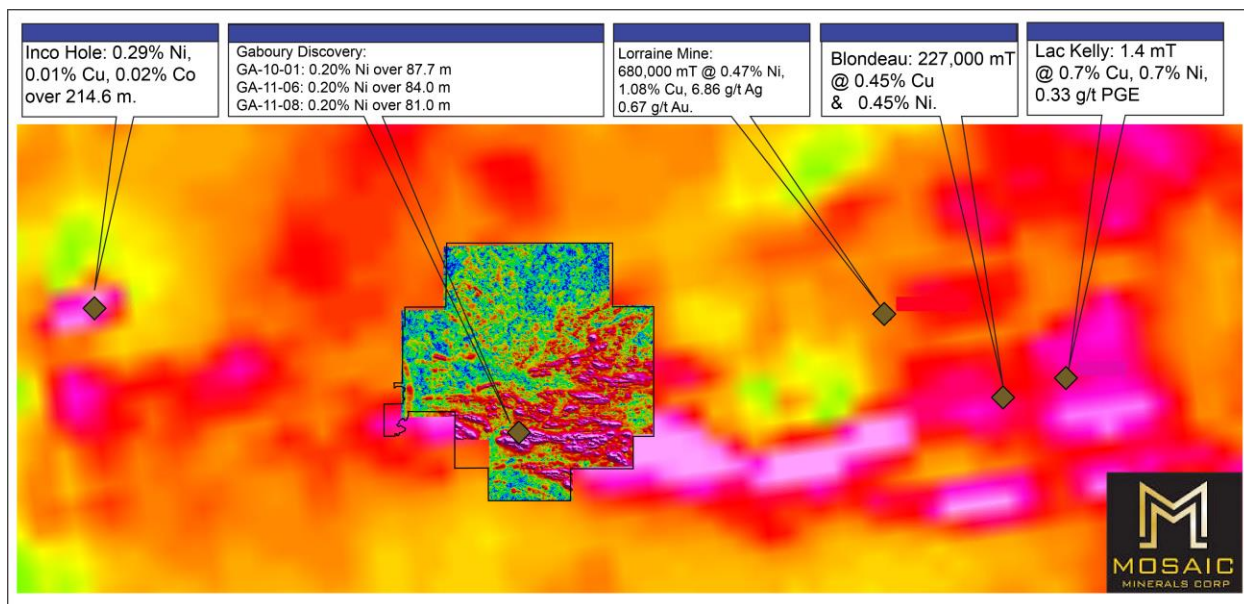 Inco Hole: 0.29% Ni,
0.01% Cu, 0.02% Co
over 214.6 m.
Gaboury Discovery:
GA-10-01: 0.20% Ni over 87.7 m
GA-11-06: 0.20% Ni over 84.0 m
GA-11-08: 0.20% Ni over 81.0 m
Lorraine Mine:
680,000 mT @ 0.47% Ni,
1.08% Cu, 6.86 g/t Ag
0.67 g/t Au.
Blondeau: 227,000 mT
@ 0.45% Cu
& 0.45% Ni.
Lac Kelly: 1.4 mT
@ 0.7% Cu, 0.7% Ni,
0.33 g/t PGE
MOSAIC
MINERALS CORP